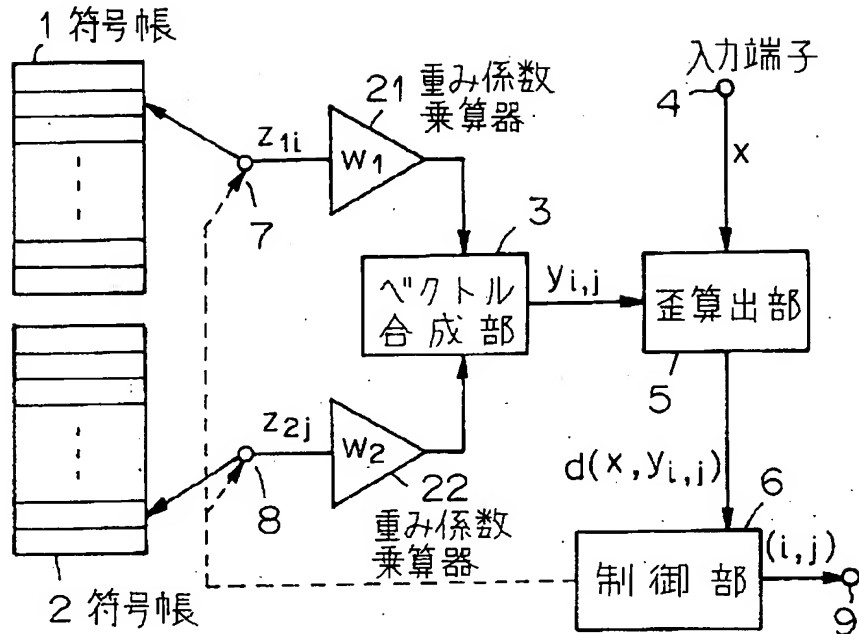 1 符号帳
z1i
7
21 重み係数
乗算器
w1
入力端子
4
x
3
ベクトル
合成部
yi,j
歪算出部
5
2 符号帳
z2j
8
w2
22
重み係数
乗算器
d(x,yi,j)
6
制御部
(i,j)
9